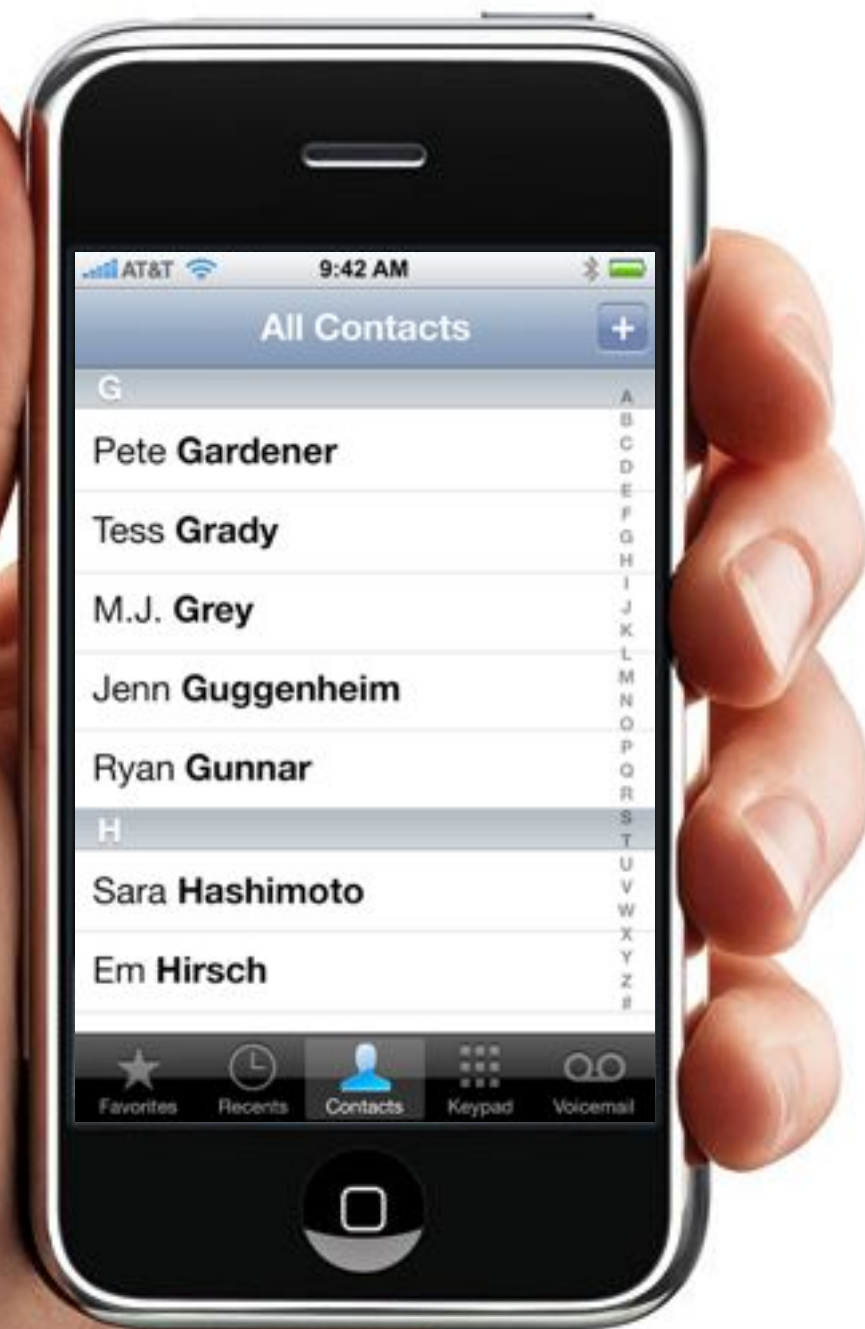 AT&T 9:42 AM
All Contacts +
G
Pete Gardener
Tess Grady
M.J. Grey
Jenn Guggenheim
Ryan Gunnar
H
Sara Hashimoto
Em Hirsch
A
B
C
D
E
F
G
H
I
J
K
L
M
N
O
P
Q
R
S
T
U
V
W
X
Y
Z
#
Favorites Recents Contacts Keypad Voicemail